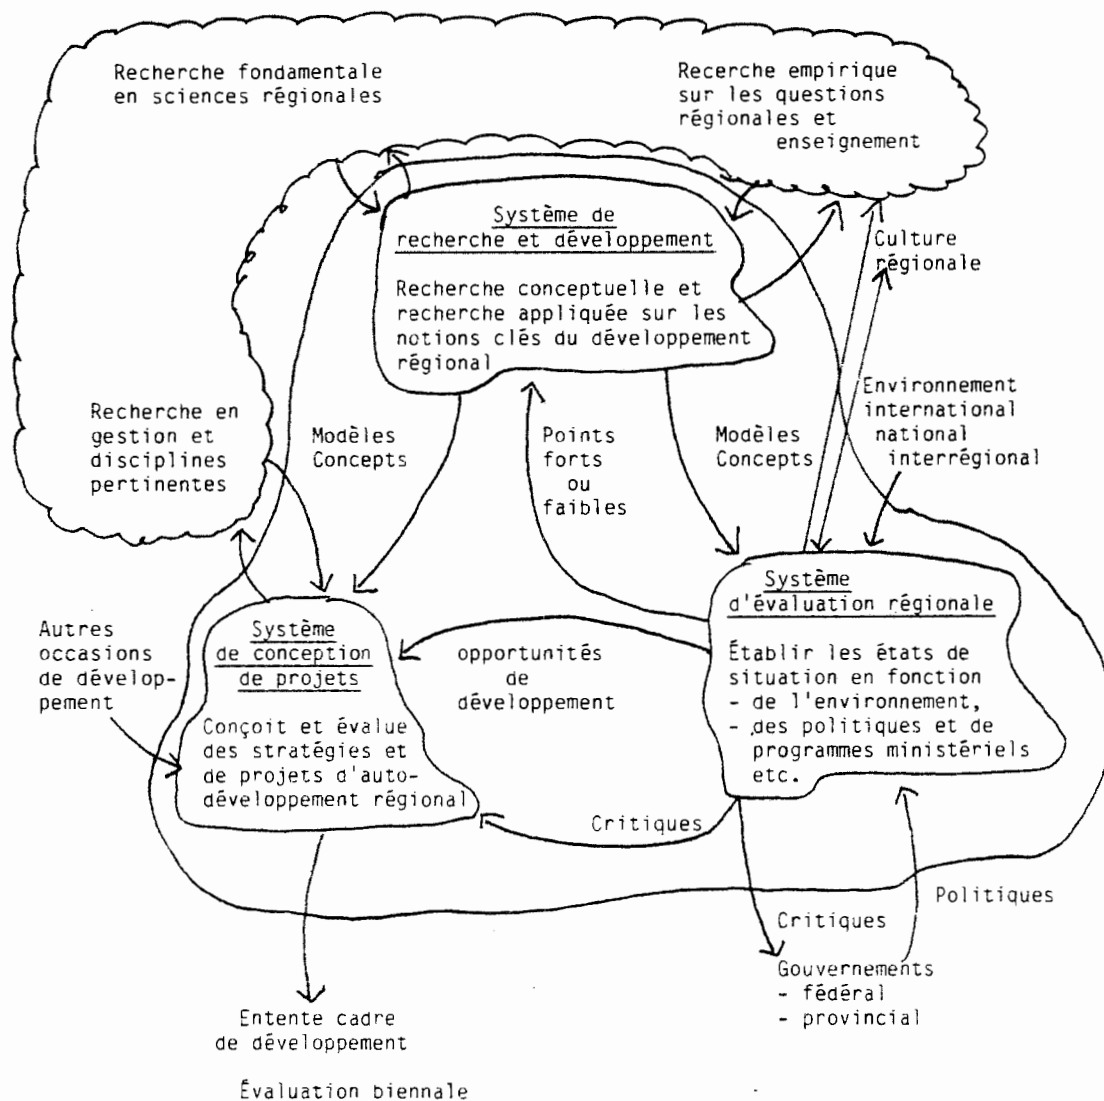 Recherche fondamentale
en sciences régionales
Recerche empirique
sur les questions
régionales et
enseignement
Système de
recherche et développement
Recherche conceptuelle et
recherche appliquée sur les
notions clés du développement
régional
Culture
régionale
Recherche en
gestion et
disciplines
pertinentes
Modèles
Concepts
Points
forts
ou
faibles
Modèles
Concepts
Environnement
international
national
interrégional
Autres
occasions
de dévelop-
pement
Système
de conception
de projets
Conçoit et évalue
des stratégies et
de projets d'auto-
développement régional
opportunités
de
développement
Système
d'évaluation régionale
Établir les états de
situation en fonction
- de l'environnement,
- des politiques et de
programmes ministériels
etc.
Critiques
Critiques
Politiques
Gouvernements
- fédéral
- provincial
Entente cadre
de développement
Évaluation biennale